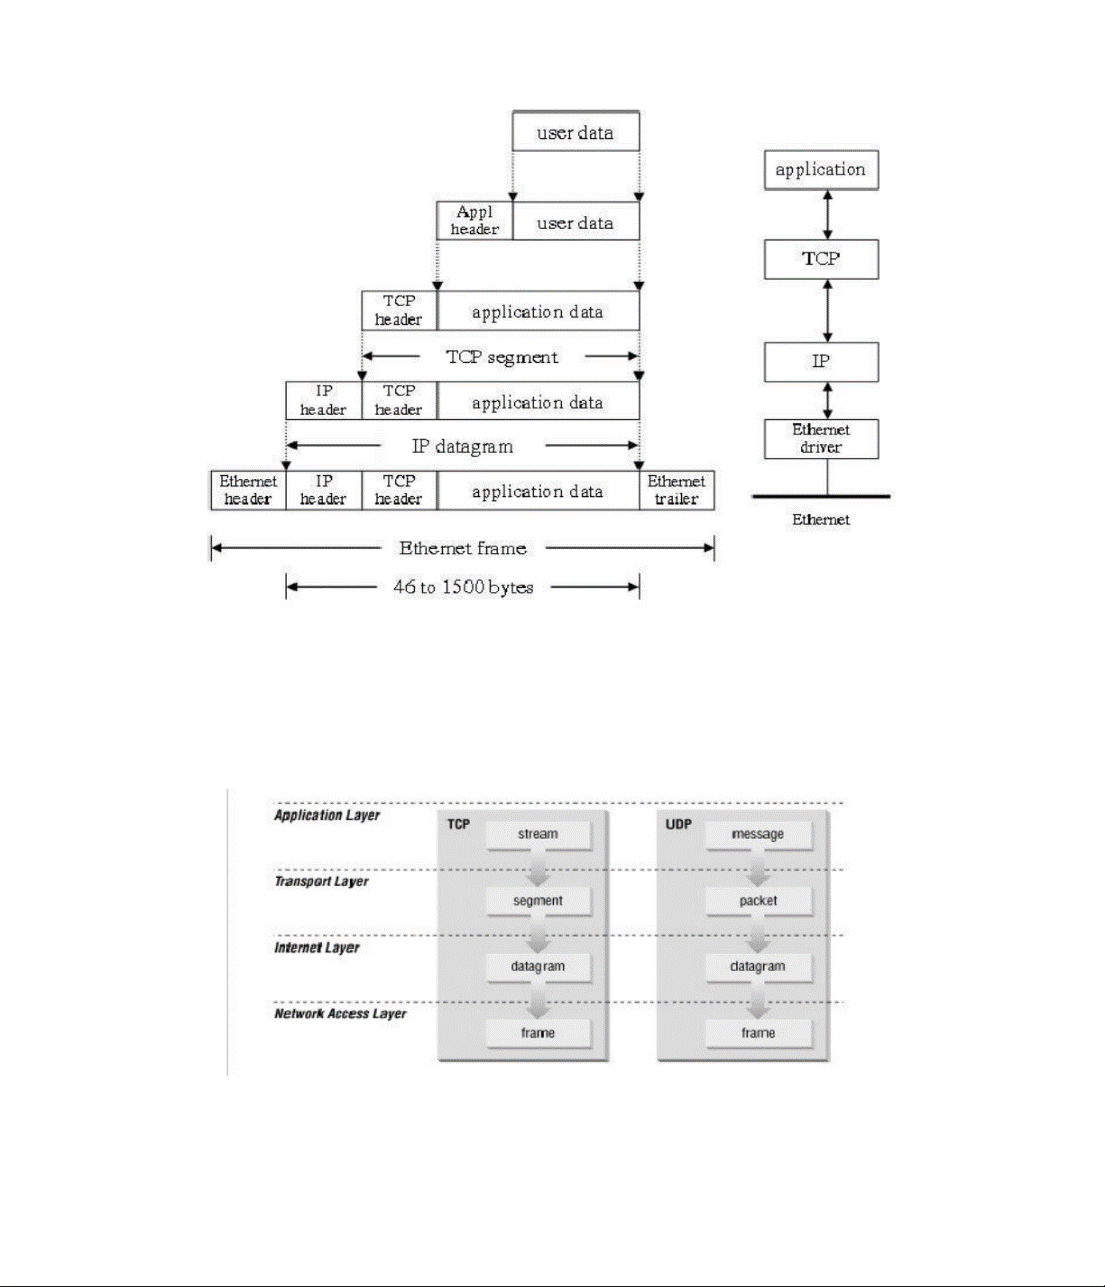 user data
Appl header
user data
TCP header
application data
TCP segment
IP header
TCP header
application data
IP datagram
Ethernet header
IP header
TCP header
application data
Ethernet trailer
Ethernet frame
46 to 1500 bytes
application
TCP
IP
Ethernet driver
Ethernet
Application Layer
Transport Layer
Internet Layer
Network Access Layer
TCP
stream
segment
datagram
frame
UDP
message
packet
datagram
frame